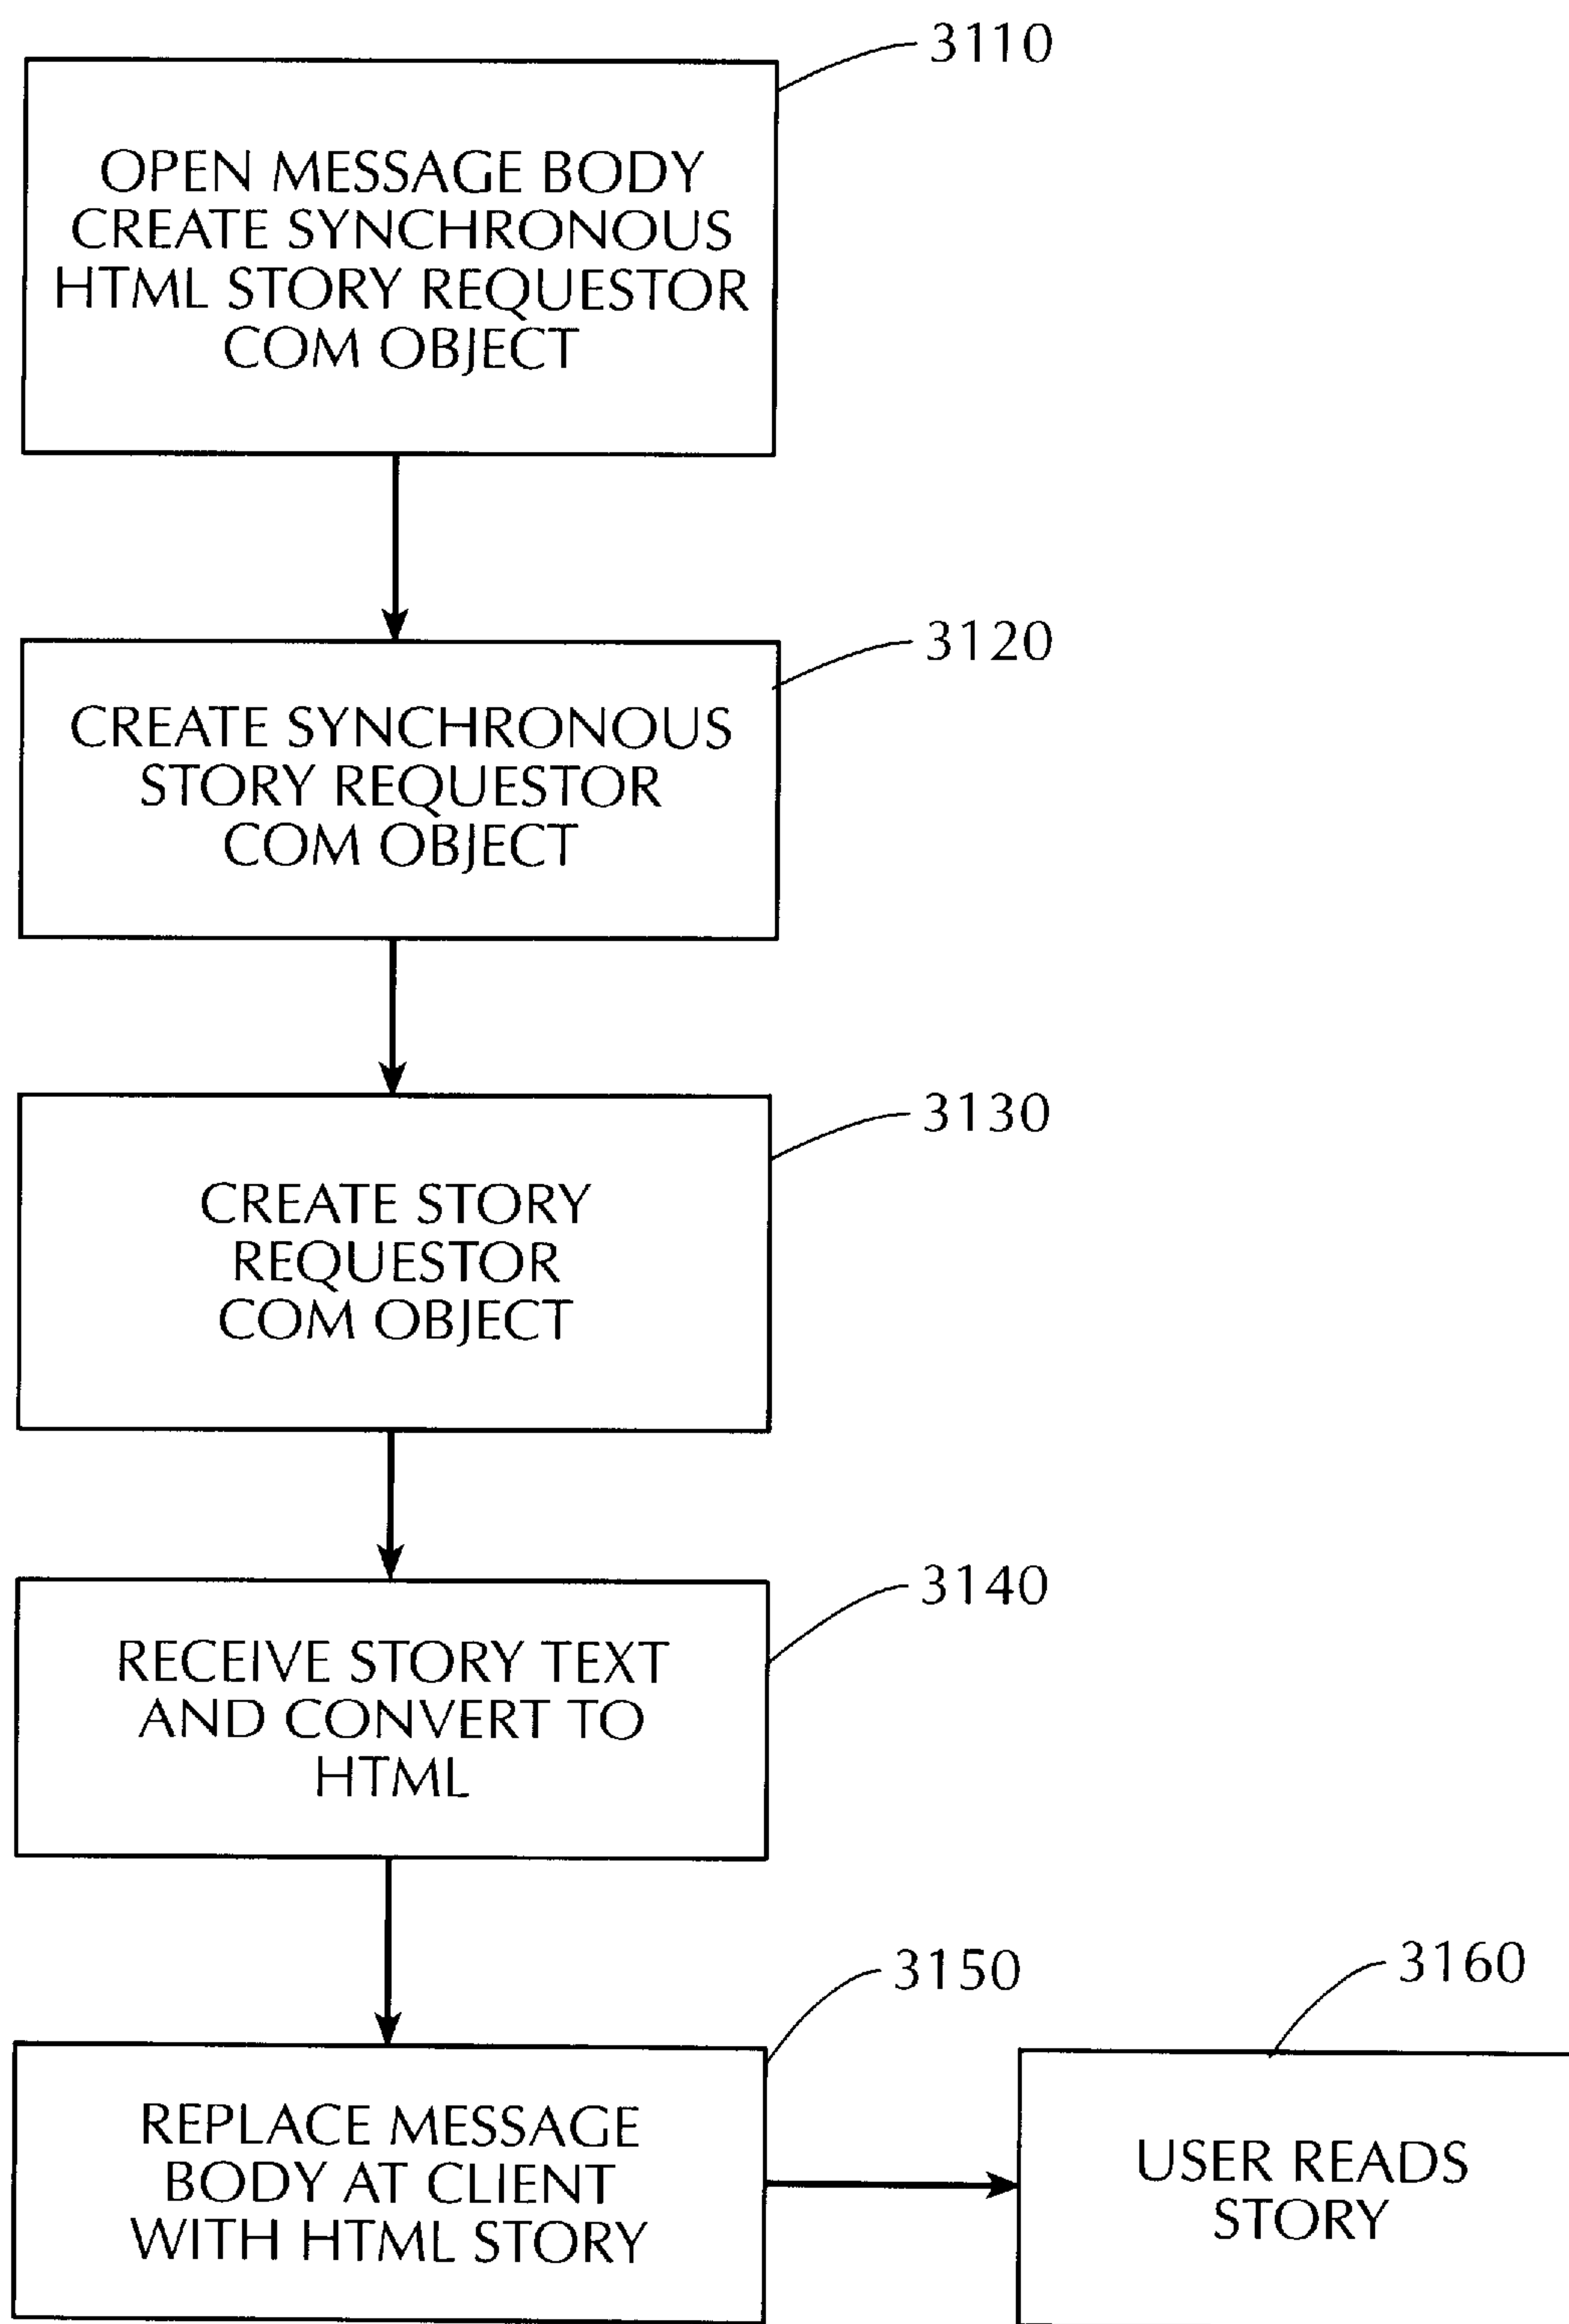 3110
OPEN MESSAGE BODY
CREATE SYNCHRONOUS
HTML STORY REQUESTOR
COM OBJECT
3120
CREATE SYNCHRONOUS
STORY REQUESTOR
COM OBJECT
3130
CREATE STORY
REQUESTOR
COM OBJECT
3140
RECEIVE STORY TEXT
AND CONVERT TO
HTML
3150
REPLACE MESSAGE
BODY AT CLIENT
WITH HTML STORY
3160
USER READS
STORY